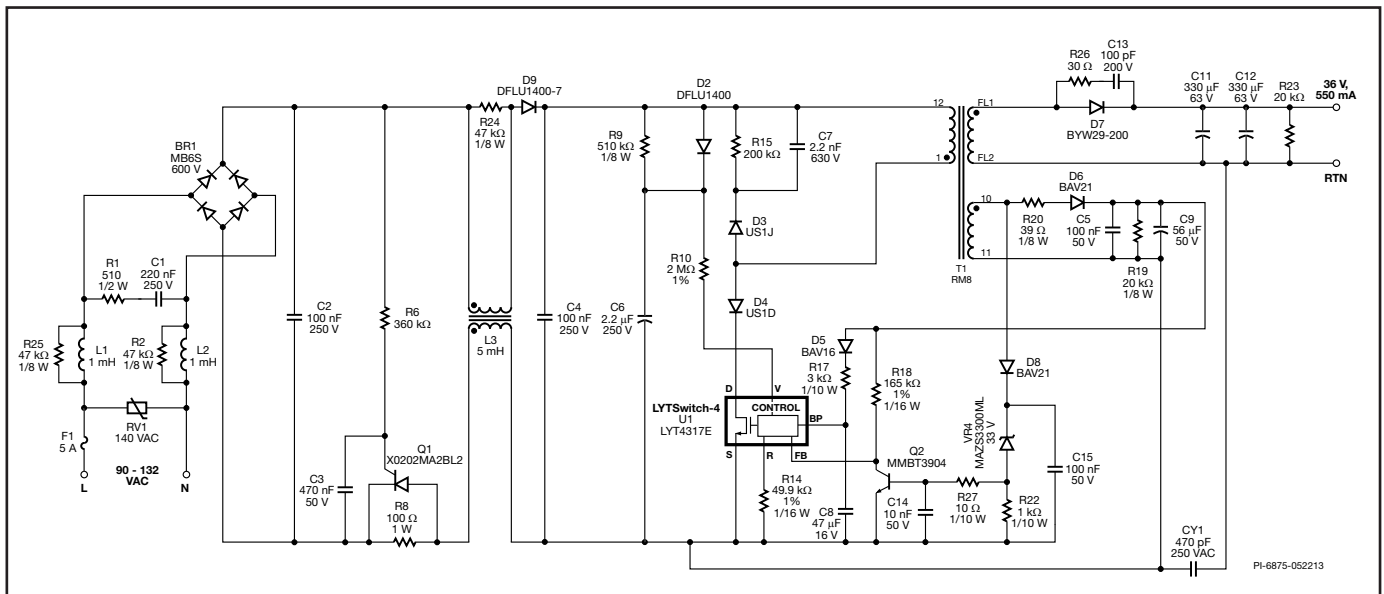 R26
30 Ω
C13
100 pF
200 V
D7
BYW29-200
C11
330 µF
63 V
C12
330 µF
63 V
R23
20 kΩ
36 V,
550 mA
RTN
D9
DFLU1400-7
D2
DFLU1400
R24
47 kΩ
1/8 W
R9
510 kΩ
1/8 W
R15
200 kΩ
C7
2.2 nF
630 V
12
1
FL1
FL2
BR1
MB6S
600 V
D3
US1J
R10
2 MΩ
1%
D4
US1D
10
11
T1
RM8
R20
39 Ω
1/8 W
D6
BAV21
C5
100 nF
50 V
R19
20 kΩ
1/8 W
C9
56 µF
50 V
R1
510
1/2 W
C1
220 nF
250 V
R25
47 kΩ
1/8 W
L1
1 mH
R2
47 kΩ
1/8 W
L2
1 mH
RV1
140 VAC
F1
5 A
90 - 132
VAC
L
N
C2
100 nF
250 V
R6
360 kΩ
L3
5 mH
C4
100 nF
250 V
C6
2.2 µF
250 V
C3
470 nF
50 V
Q1
X0202MA2BL2
R8
100 Ω
1 W
D5
BAV16
R17
3 kΩ
1/10 W
R18
165 kΩ
1%
1/16 W
D8
BAV21
VR4
MAZS3300ML
33 V
LYTSwitch-4
U1
LYT4317E
D
V
CONTROL
BP
S
R
FB
R14
49.9 kΩ
1%
1/16 W
C8
47 µF
16 V
Q2
MMBT3904
C14
10 nF
50 V
R27
10 Ω
1/10 W
R22
1 kΩ
1/10 W
C15
100 nF
50 V
CY1
470 pF
250 VAC
PI-6875-052213